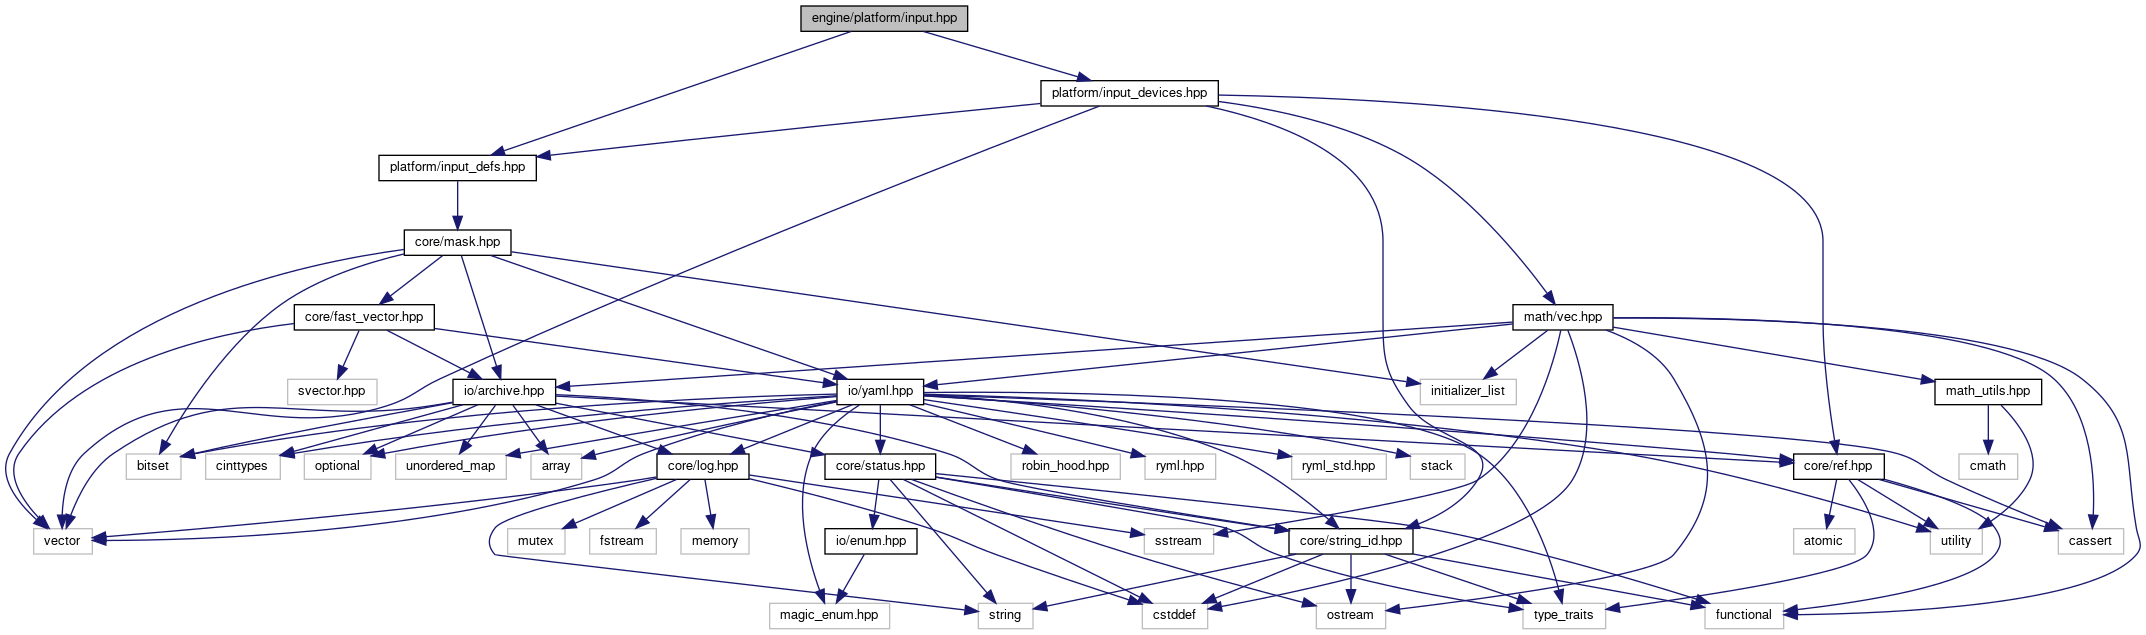 engine/platform/input.hpp
platform/input_devices.hpp
platform/input_defs.hpp
core/mask.hpp
core/fast_vector.hpp
math/vec.hpp
svector.hpp
io/archive.hpp
io/yaml.hpp
initializer_list
math_utils.hpp
bitset
cinttypes
optional
unordered_map
array
core/log.hpp
core/status.hpp
robin_hood.hpp
ryml.hpp
ryml_std.hpp
stack
core/ref.hpp
cmath
vector
mutex
fstream
memory
io/enum.hpp
sstream
core/string_id.hpp
atomic
utility
cassert
magic_enum.hpp
string
cstddef
ostream
type_traits
functional